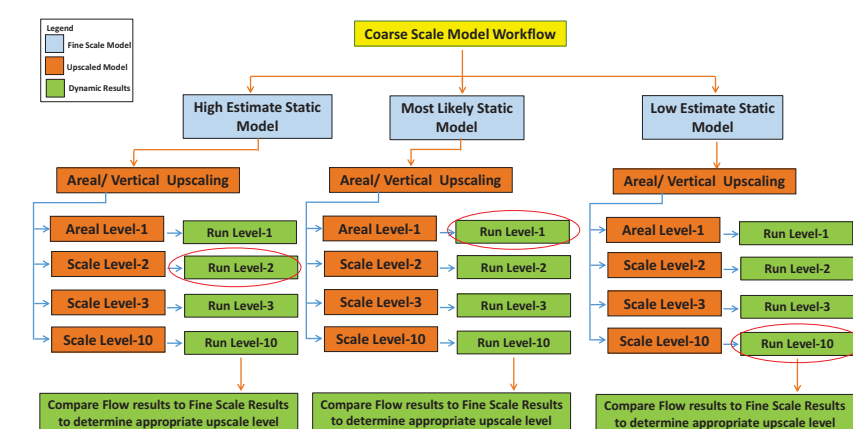 Legend
Fine Scale Model
Upscaled Model
Dynamic Results
Coarse Scale Model Workflow
High Estimate Static
Model
Most Likely Static
Model
Low Estimate Static
Model
Areal/ Vertical Upscaling
Areal Level-1
Run Level-1
Scale Level-2
Run Level-2
Scale Level-3
Run Level-3
Scale Level-10
Run Level-10
Compare Flow results to Fine Scale Results
to determine appropriate upscale level
Areal/ Vertical Upscaling
Areal Level-1
Run Level-1
Scale Level-2
Run Level-2
Scale Level-3
Run Level-3
Scale Level-10
Run Level-10
Compare Flow results to Fine Scale Results
to determine appropriate upscale level
Areal/ Vertical Upscaling
Areal Level-1
Run Level-1
Scale Level-2
Run Level-2
Scale Level-3
Run Level-3
Scale Level-10
Run Level-10
Compare Flow results to Fine Scale Results
to determine appropriate upscale level